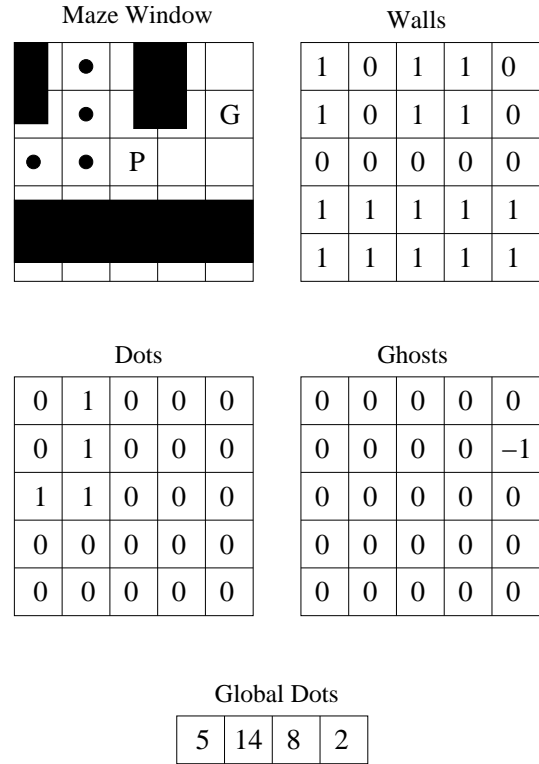 Maze Window
G
P
Walls
1 0 1 1 0
1 0 1 1 0
0 0 0 0 0
1 1 1 1 1
1 1 1 1 1
Dots
0 1 0 0 0
0 1 0 0 0
1 1 0 0 0
0 0 0 0 0
0 0 0 0 0
Ghosts
0 0 0 0 0
0 0 0 0 −1
0 0 0 0 0
0 0 0 0 0
0 0 0 0 0
Global Dots
5 14 8 2